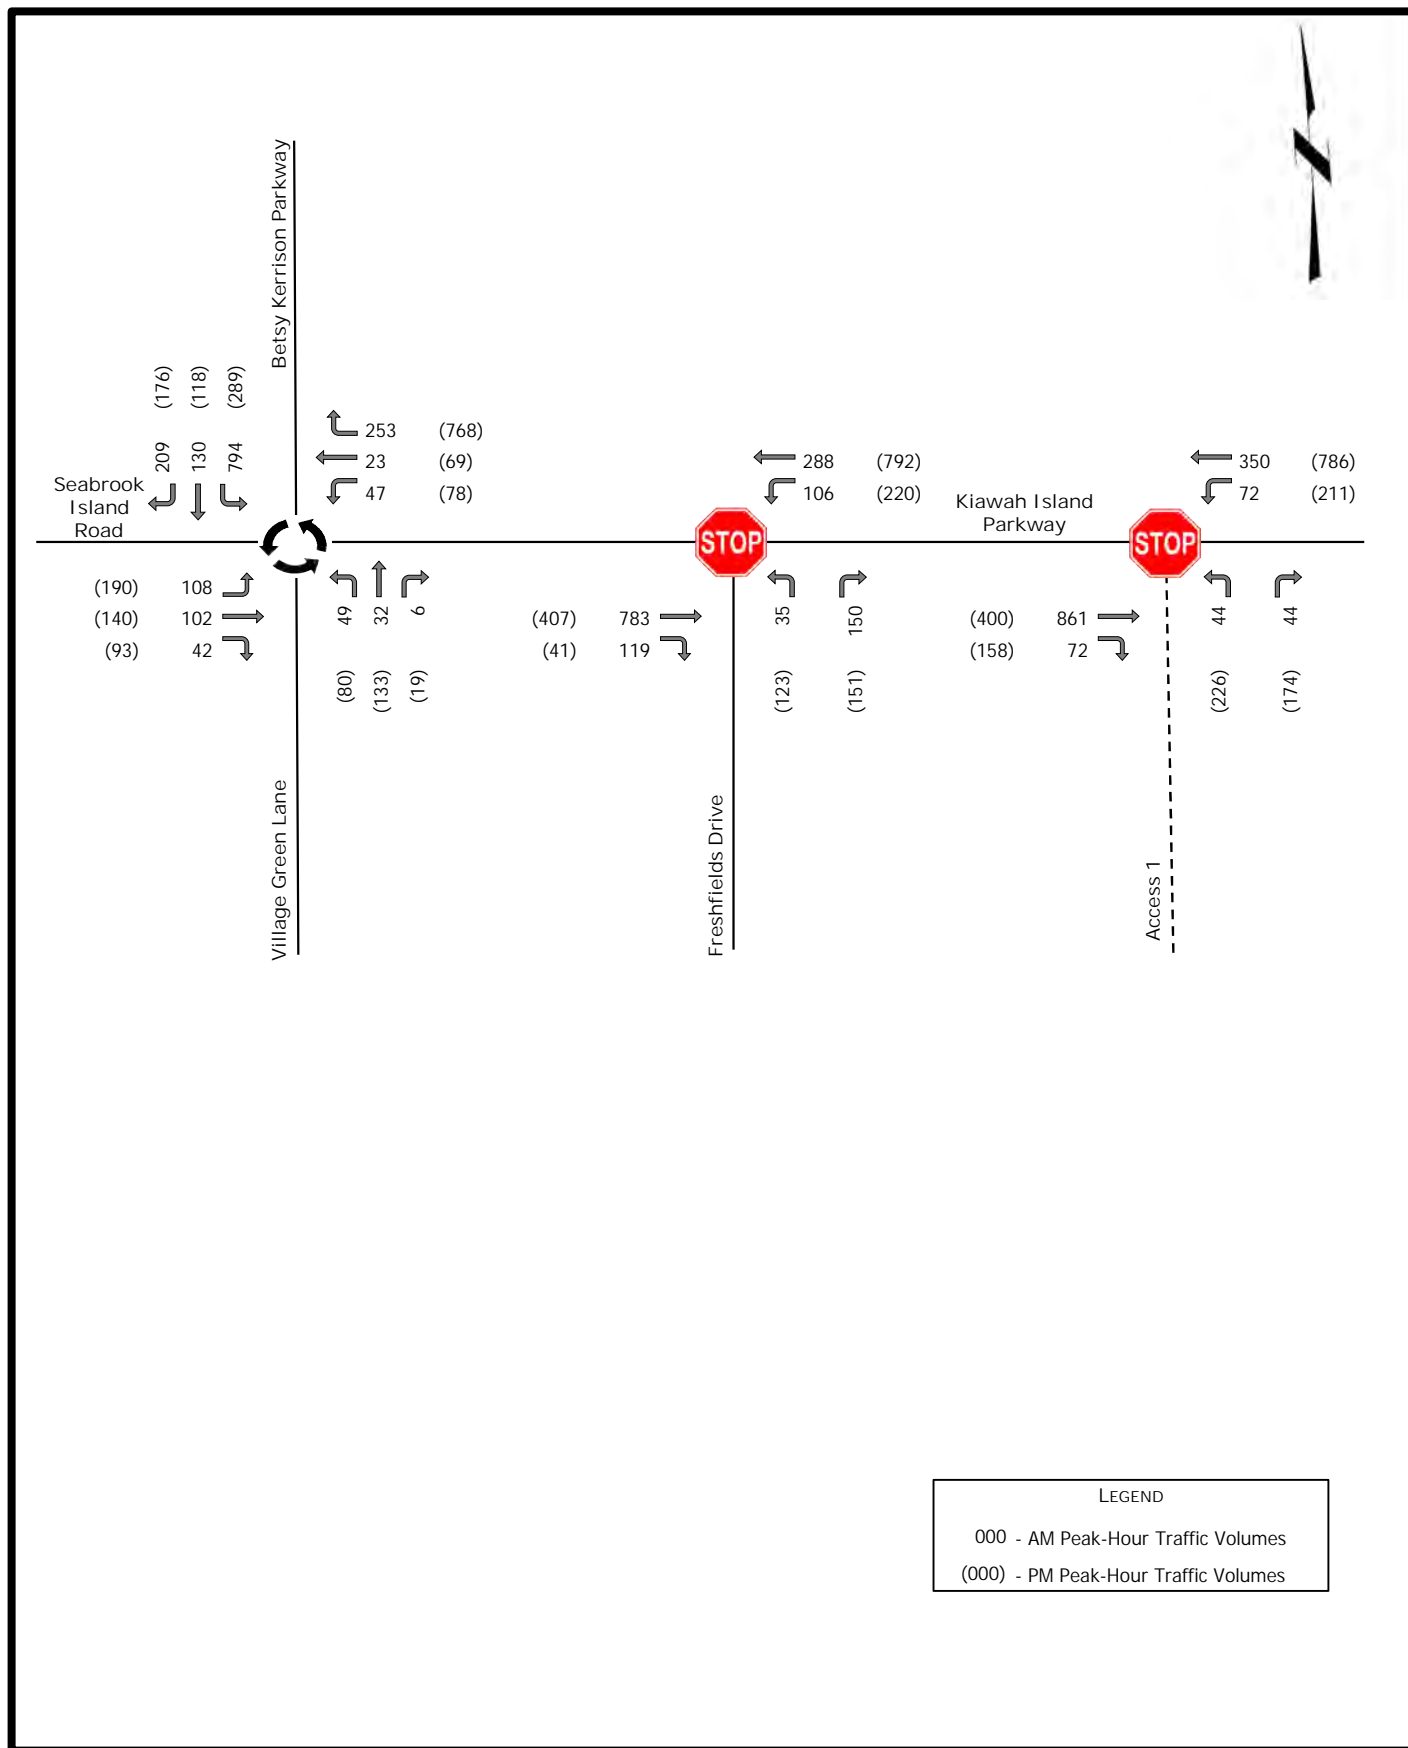 Betsy Kerrison Parkway
(176) (118) (289)
209 130 794
253 (768)
23 (69)
47 (78)
288 (792)
106 (220)
350 (786)
72 (211)
Seabrook
Island
Road
Kiawah Island
Parkway
STOP
STOP
(190) 108
(140) 102
(93) 42
49 32 6
(80) (133) (19)
(407) 783
(41) 119
35 150
(123) (151)
(400) 861
(158) 72
44 44
(226) (174)
Village Green Lane
Freshfields Drive
Access 1
LEGEND
000 - AM Peak-Hour Traffic Volumes
(000) - PM Peak-Hour Traffic Volumes